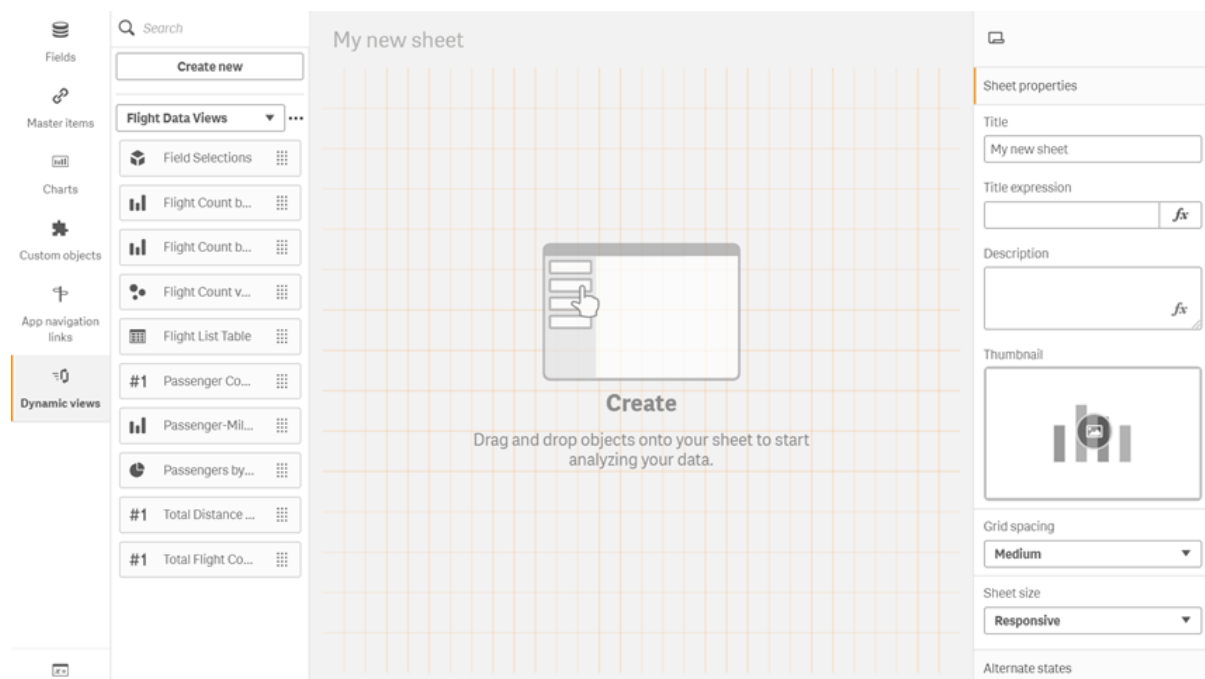 Fields
Master items
Charts
Custom objects
App navigation
links
Dynamic views
Search
Create new
Flight Data Views
Field Selections
Flight Count b...
Flight Count b...
Flight Count v...
Flight List Table
#1 Passenger Co...
Passenger-Mil...
Passengers by...
#1 Total Distance ...
#1 Total Flight Co...
My new sheet
Create
Drag and drop objects onto your sheet to start
analyzing your data.
Sheet properties
Title
My new sheet
Title expression
fx
Description
fx
Thumbnail
Grid spacing
Medium
Sheet size
Responsive
Alternate states